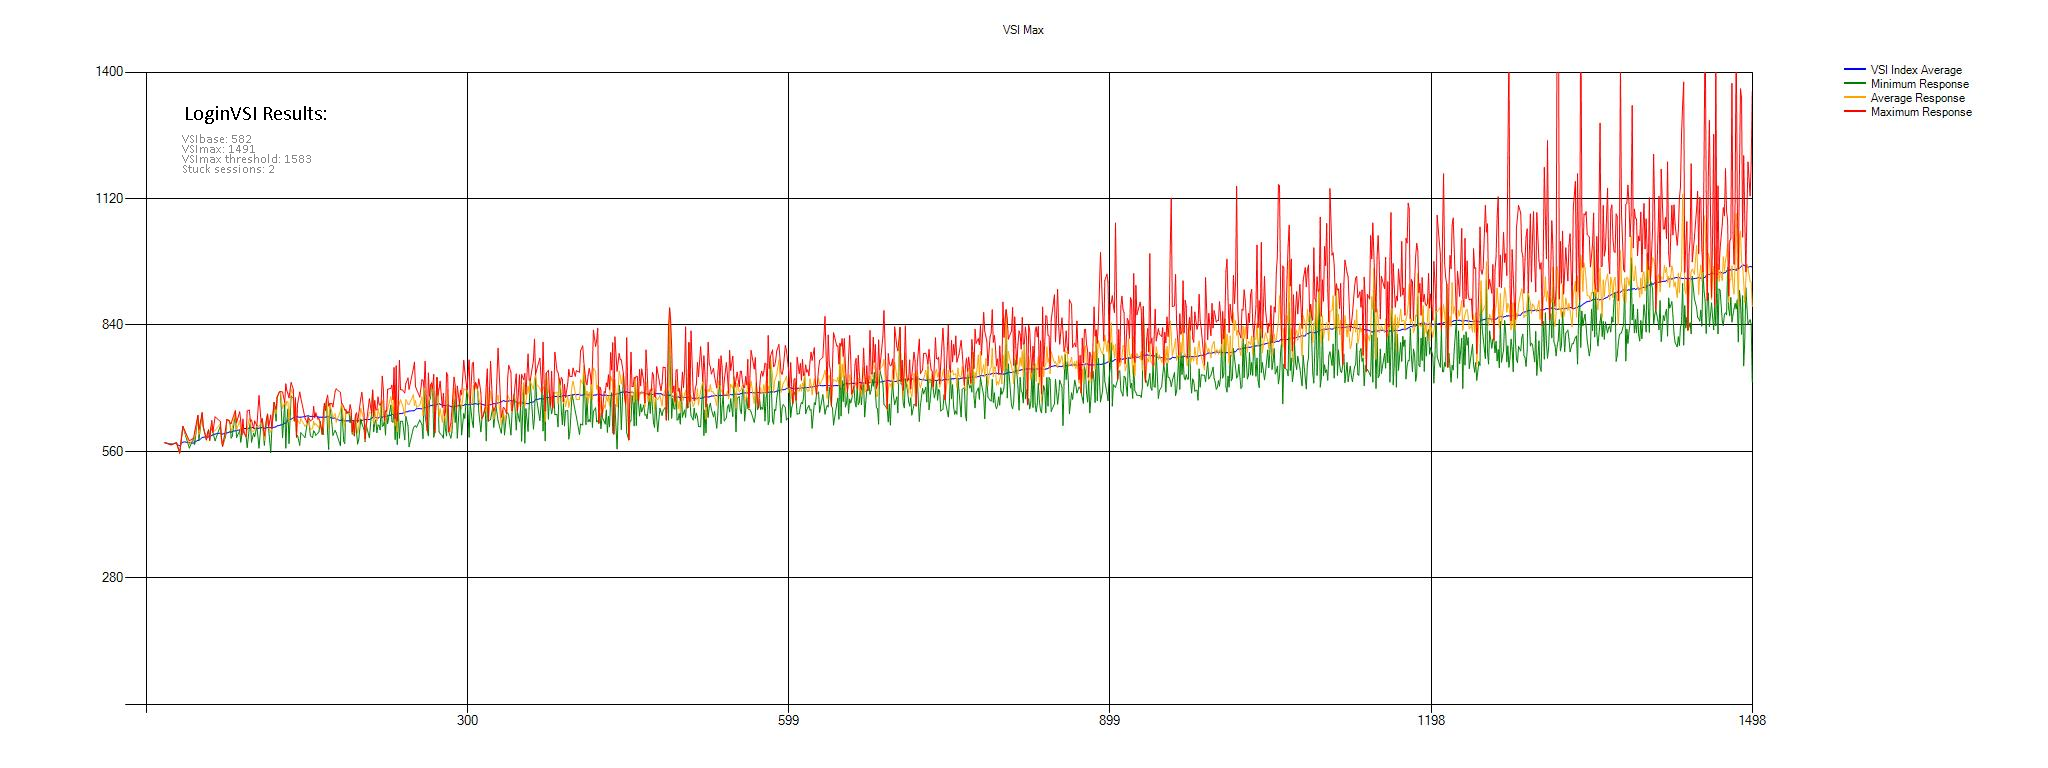 VSI Max
1400
1120
840
560
280
LoginVSI Results:
VSIbase: 582
VSImax: 1491
VSImax threshold: 1583
Stuck sessions: 2
VSI Index Average
Minimum Response
Average Response
Maximum Response
300
599
899
1198
1498